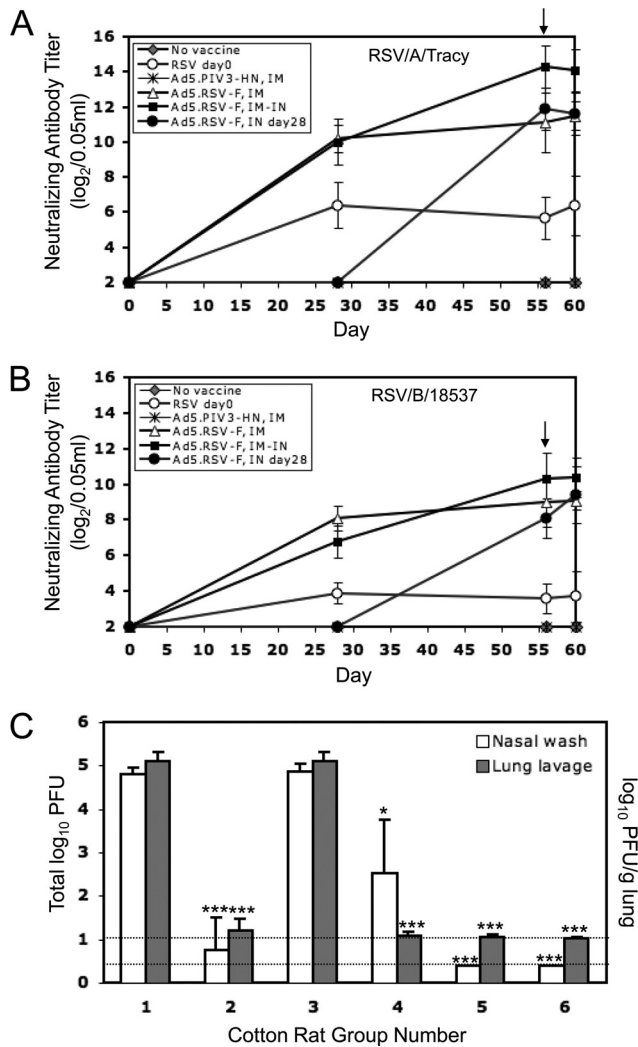 A
RSV/A/Tracy
No vaccine
RSV day0
Ad5.PIV3-HN, IM
Ad5.RSV-F, IM
Ad5.RSV-F, IM-IN
Ad5.RSV-F, IN day28
Neutralizing Antibody Titer
(log2/0.05ml)
16
14
12
10
8
6
4
2
0 5 10 15 20 25 30 35 40 45 50 55 60
Day
B
RSV/B/18537
No vaccine
RSV day0
Ad5.PIV3-HN, IM
Ad5.RSV-F, IM
Ad5.RSV-F, IM-IN
Ad5.RSV-F, IN day28
Neutralizing Antibody Titer
(log2/0.05ml)
16
14
12
10
8
6
4
2
0 5 10 15 20 25 30 35 40 45 50 55 60
Day
C
Nasal wash
Lung lavage
Total log10 PFU
log10 PFU/g lung
6
5
4
3
2
1
0
*** ***
*
***
***
***
***
***
1 2 3 4 5 6
Cotton Rat Group Number